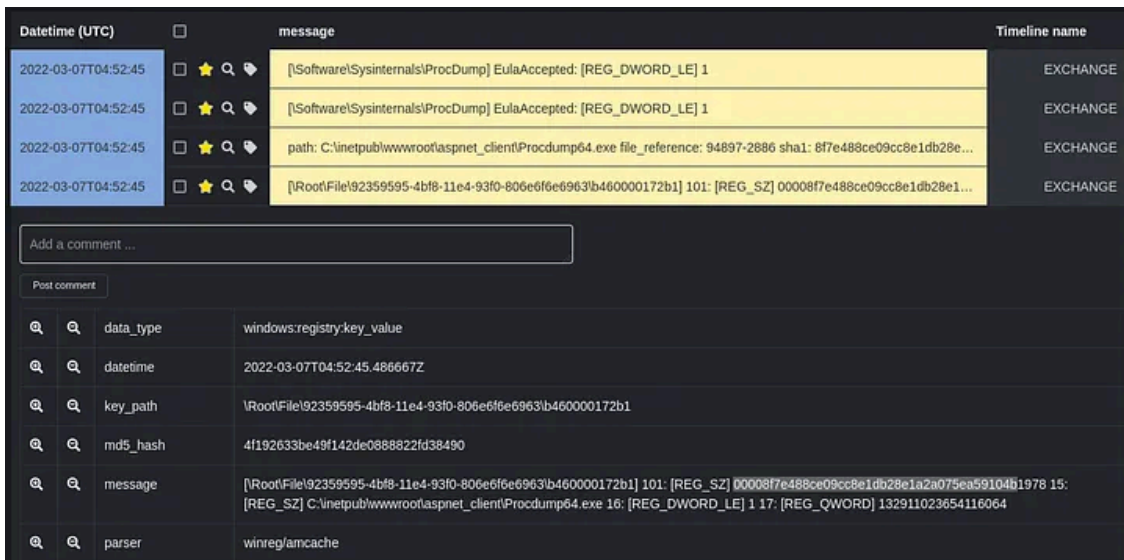 Datetime (UTC) message Timeline name
2022-03-07T04:52:45 [\Software\Sysinternals\ProcDump] EulaAccepted: [REG_DWORD_LE] 1 EXCHANGE
2022-03-07T04:52:45 [\Software\Sysinternals\ProcDump] EulaAccepted: [REG_DWORD_LE] 1 EXCHANGE
2022-03-07T04:52:45 path: C:\inetpub\wwwroot\aspnet_client\Procdump64.exe file_reference: 94897-2886 sha1: 8f7e488ce09cc8e1db28e... EXCHANGE
2022-03-07T04:52:45 [\Root\File\92359595-4bf8-11e4-93f0-806e6f6e6963\b460000172b1] 101: [REG_SZ] 00008f7e488ce09cc8e1db28e1... EXCHANGE
Add a comment ...
Post comment
data_type windows:registry:key_value
datetime 2022-03-07T04:52:45.486667Z
key_path \Root\File\92359595-4bf8-11e4-93f0-806e6f6e6963\b460000172b1
md5_hash 4f192633be49f142de0888822fd38490
message [\Root\File\92359595-4bf8-11e4-93f0-806e6f6e6963\b460000172b1] 101: [REG_SZ] 00008f7e488ce09cc8e1db28e1a2a075ea59104b1978 15:
[REG_SZ] C:\inetpub\wwwroot\aspnet_client\Procdump64.exe 16: [REG_DWORD_LE] 1 17: [REG_QWORD] 132911023654116064
parser winreg/amcache